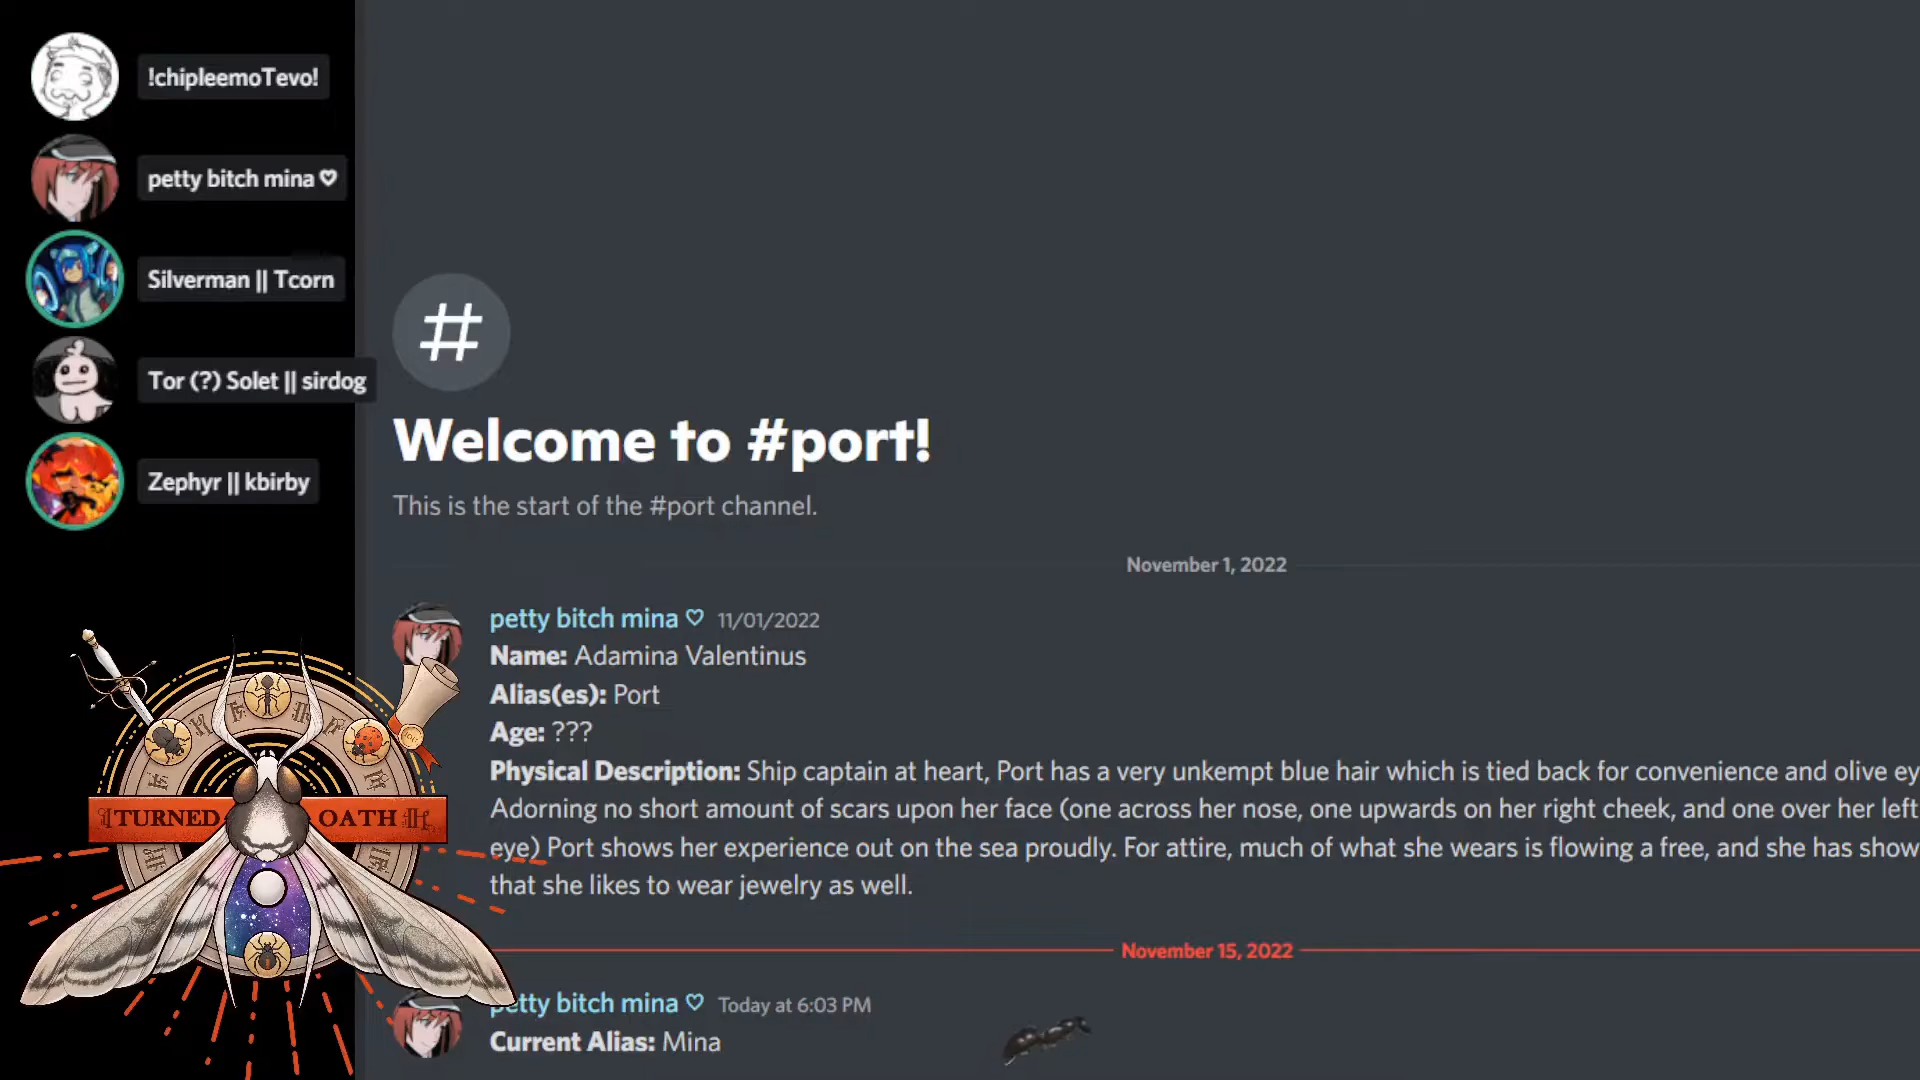 !chipleemoTevo!
petty bitch mina ♡
Silverman || Tcorn
Tor (?) Solet || sirdog
Zephyr || kbirby
TURNED OATH
#
Welcome to #port!
This is the start of the #port channel.
November 1, 2022
petty bitch mina ♡ 11/01/2022
Name: Adamina Valentinus
Alias(es): Port
Age: ???
Physical Description: Ship captain at heart, Port has a very unkempt blue hair which is tied back for convenience and olive ey
Adorning no short amount of scars upon her face (one across her nose, one upwards on her right cheek, and one over her left
eye) Port shows her experience out on the sea proudly. For attire, much of what she wears is flowing a free, and she has show
that she likes to wear jewelry as well.
November 15, 2022
petty bitch mina ♡ Today at 6:03 PM
Current Alias: Mina